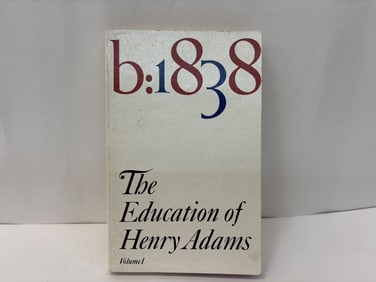 b:1838
The
Education of
Henry Adams
Volume I